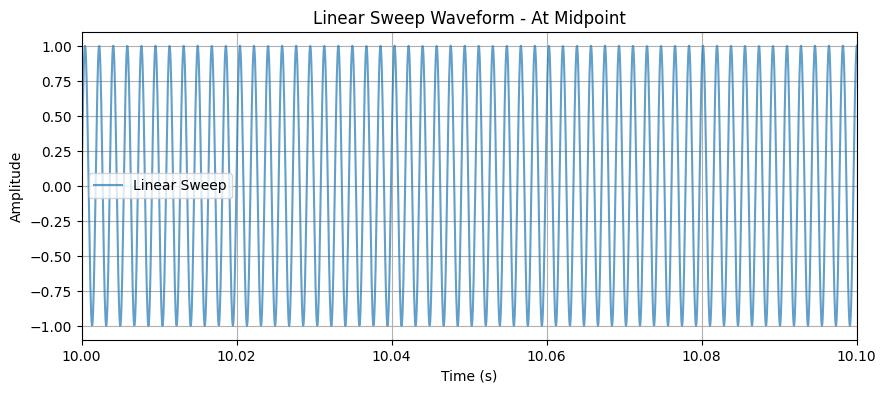 Linear Sweep Waveform - At Midpoint
Amplitude
1.00
0.75
0.50
0.25
0.00
−0.25
−0.50
−0.75
−1.00
Linear Sweep
10.00 10.02 10.04 10.06 10.08 10.10
Time (s)